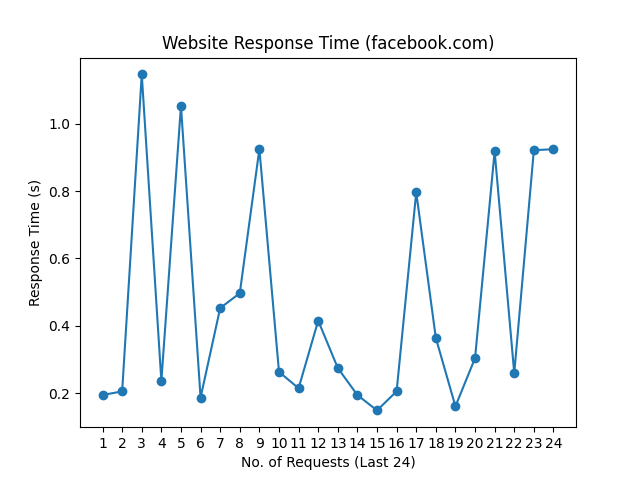 Website Response Time (facebook.com)
1.0
0.8
0.6
0.4
0.2
Response Time (s)
1 2 3 4 5 6 7 8 9 10 11 12 13 14 15 16 17 18 19 20 21 22 23 24
No. of Requests (Last 24)